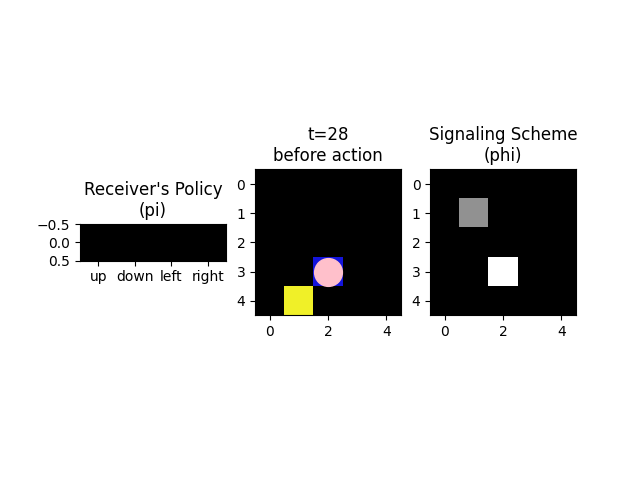 Receiver's Policy
(pi)
−0.5
0.0
0.5
up down left right
t=28
before action
0
1
2
3
4
0 2 4
Signaling Scheme
(phi)
0
1
2
3
4
0 2 4